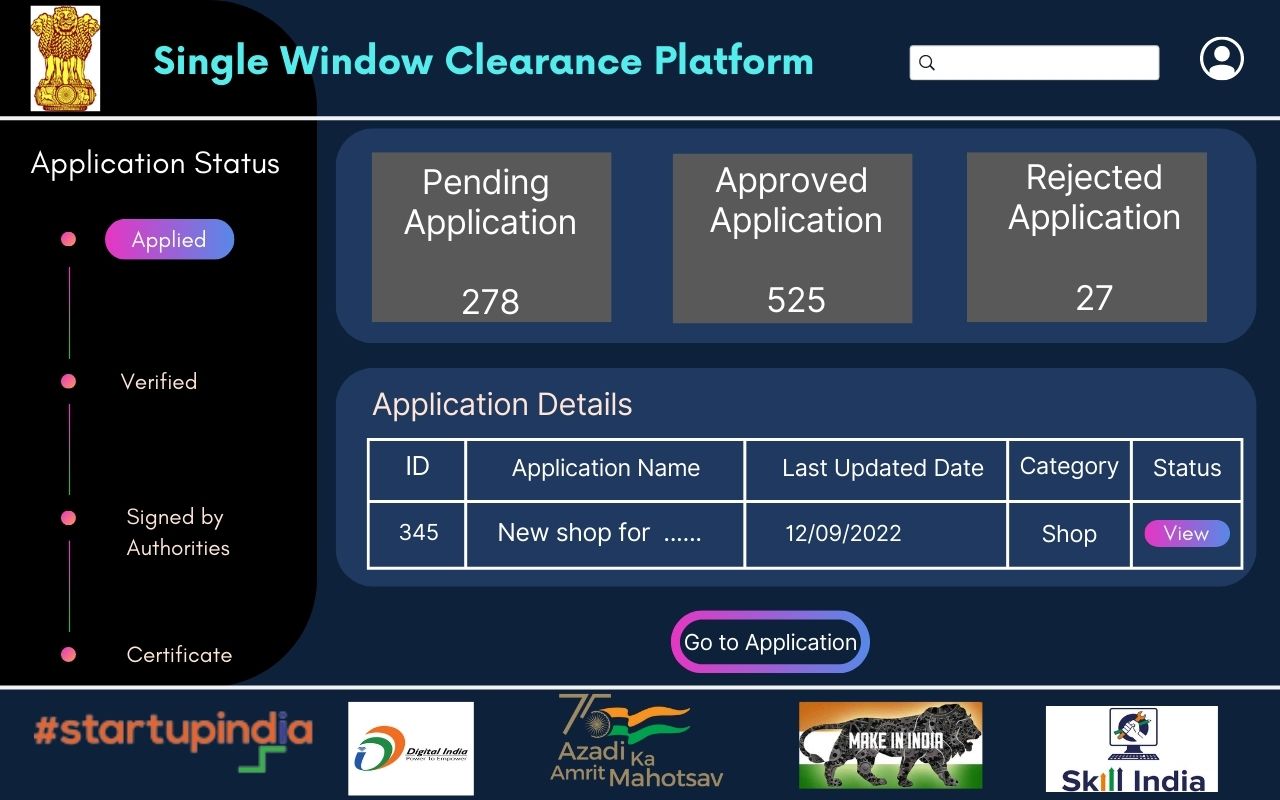 Single Window Clearance Platform
Application Status
Applied
Verified
Signed by
Authorities
Certificate
Pending
Application
278
Approved
Application
525
Rejected
Application
27
Application Details
ID Application Name Last Updated Date Category Status
345 New shop for ...... 12/09/2022 Shop View
Go to Application
#startupindia
Digital India
Power To Empower
75
Azadi Ka
Amrit Mahotsav
MAKE IN INDIA
Skill India